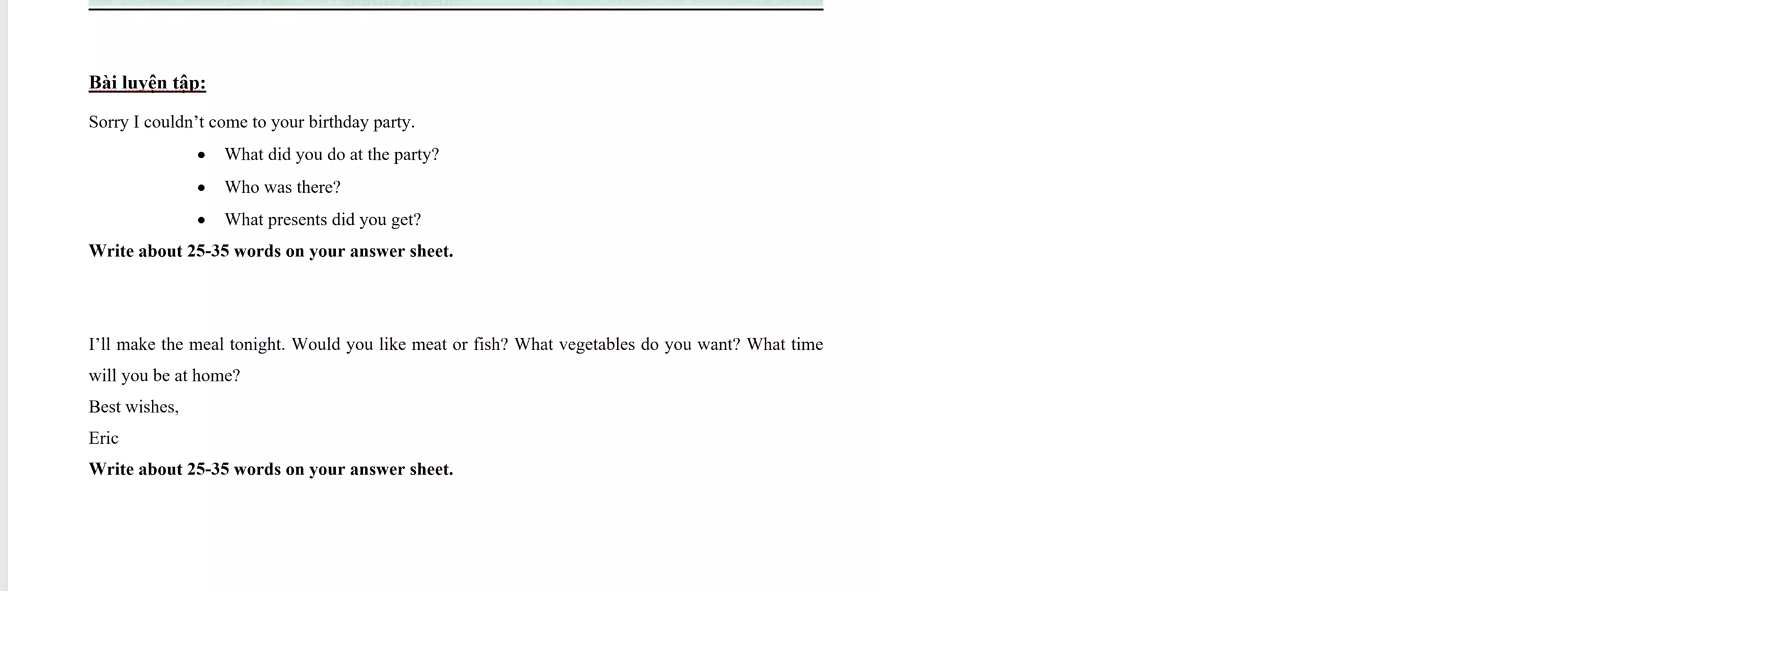 Bài luyện tập:
Sorry I couldn’t come to your birthday party.
• What did you do at the party?
• Who was there?
• What presents did you get?
Write about 25-35 words on your answer sheet.
I’ll make the meal tonight. Would you like meat or fish? What vegetables do you want? What time
will you be at home?
Best wishes,
Eric
Write about 25-35 words on your answer sheet.